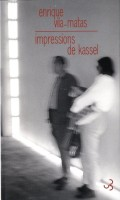 enrique
vila-matas
impressions
de kassel